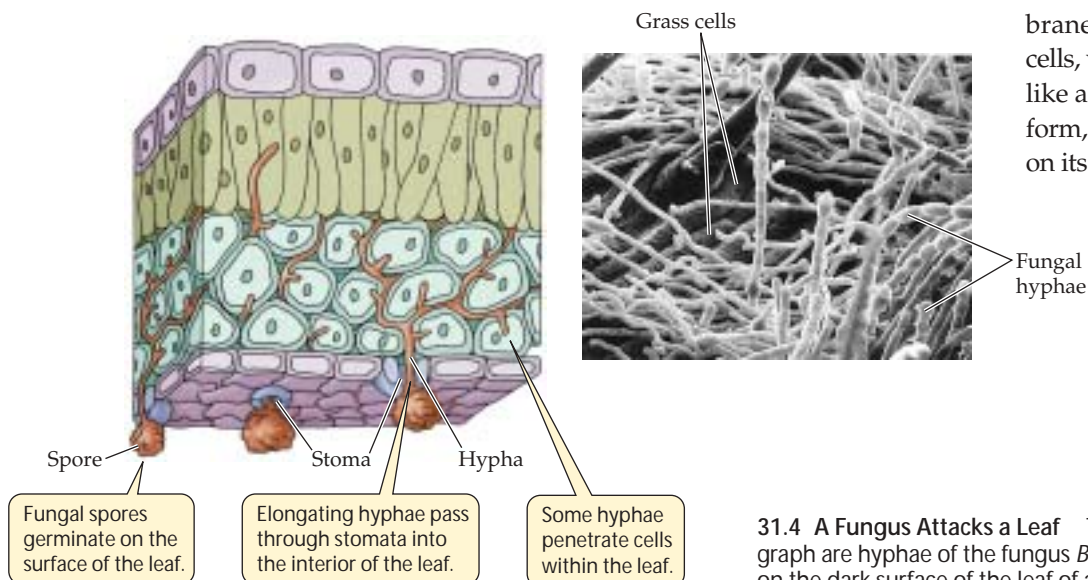 Grass cells
brane
cells,
like a
form,
on its
Fungal
hyphae
Spore
Stoma
Hypha
Fungal spores
germinate on the
surface of the leaf.
Elongating hyphae pass
through stomata into
the interior of the leaf.
Some hyphae
penetrate cells
within the leaf.
31.4 A Fungus Attacks a Leaf
graph are hyphae of the fungus
on the dark surface of the leaf of